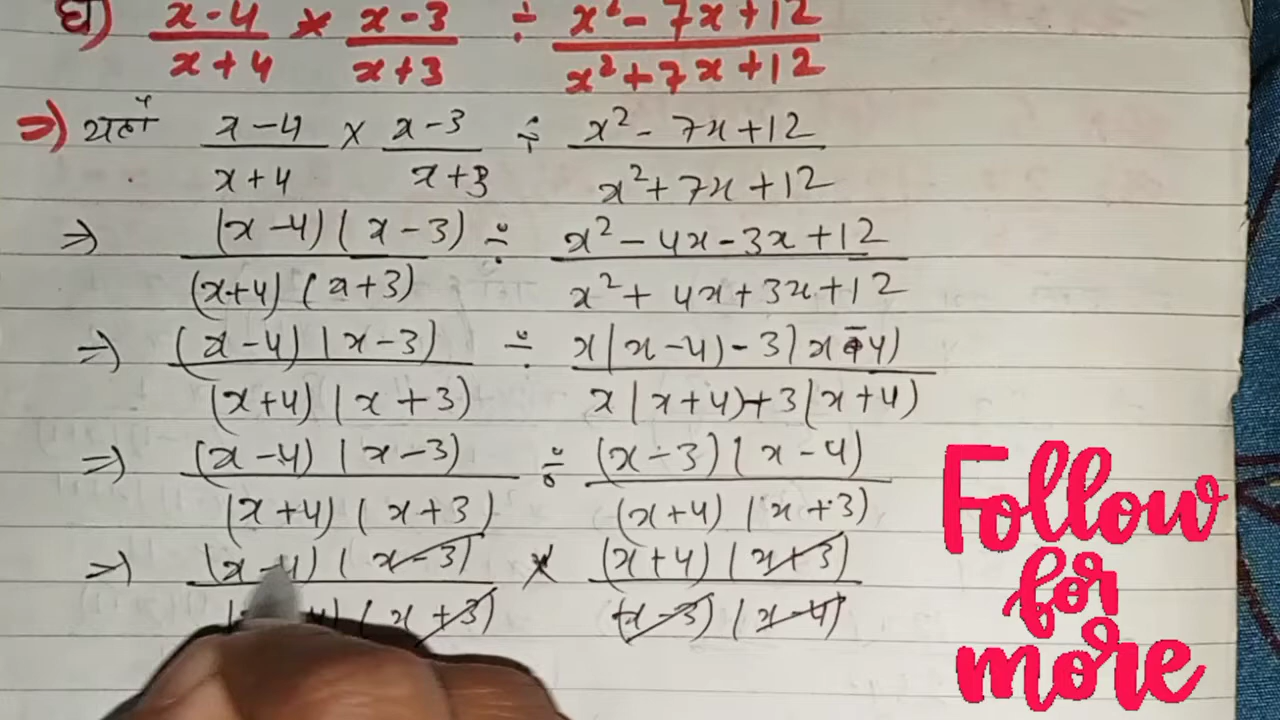 घ) x-4/x+4 * x-3/x+3 ÷ x²-7x+12/x²+7x+12
=) यहाँ x-4/x+4 × x-3/x+3 ÷ x²-7x+12/x²+7x+12
=) (x-4)(x-3)/(x+4)(x+3) ÷ x²-4x-3x+12/x²+4x+3x+12
=) (x-4)(x-3)/(x+4)(x+3) ÷ x(x-4)-3(x-4)/x(x+4)+3(x+4)
=) (x-4)(x-3)/(x+4)(x+3) ÷ (x-3)(x-4)/(x+4)(x+3)
=) (x-4)(x-3)/(x+3) × (x+4)(x+3)/(x-3)(x-4)
Follow
for
more